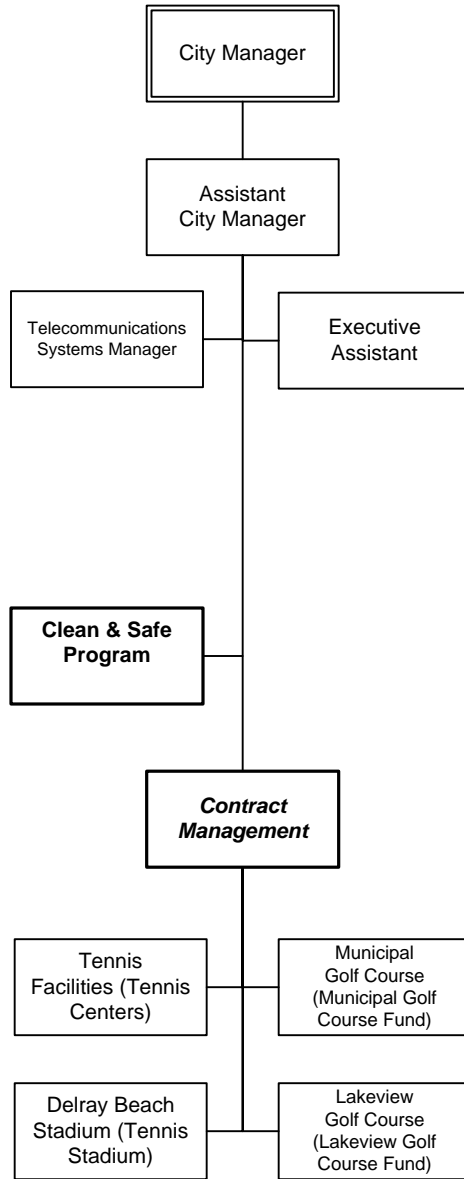 City Manager
Assistant
City Manager
Telecommunications
Systems Manager
Executive
Assistant
Clean & Safe
Program
Contract
Management
Tennis
Facilities (Tennis
Centers)
Municipal
Golf Course
(Municipal Golf
Course Fund)
Delray Beach
Stadium (Tennis
Stadium)
Lakeview
Golf Course
(Lakeview Golf
Course Fund)